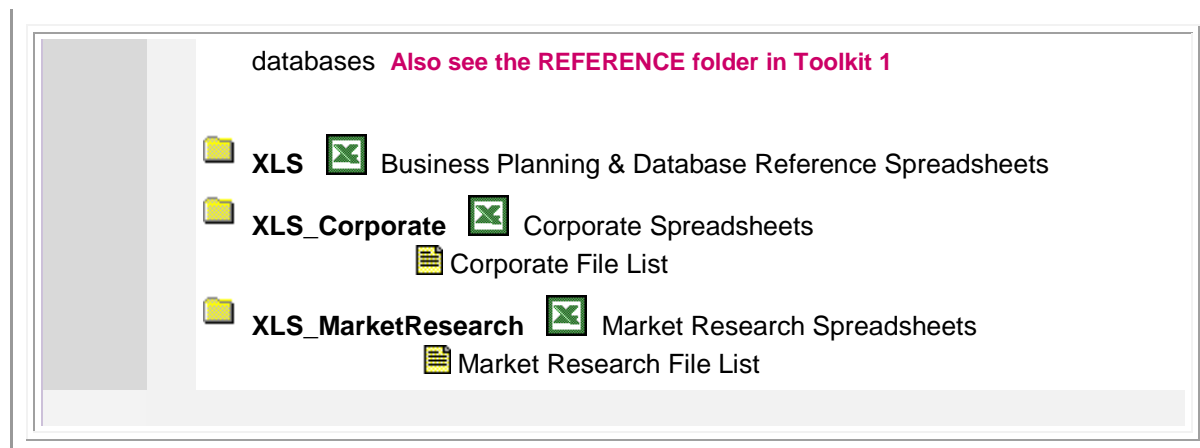 databases Also see the REFERENCE folder in Toolkit 1
XLS Business Planning & Database Reference Spreadsheets
XLS_Corporate Corporate Spreadsheets
Corporate File List
XLS_MarketResearch Market Research Spreadsheets
Market Research File List